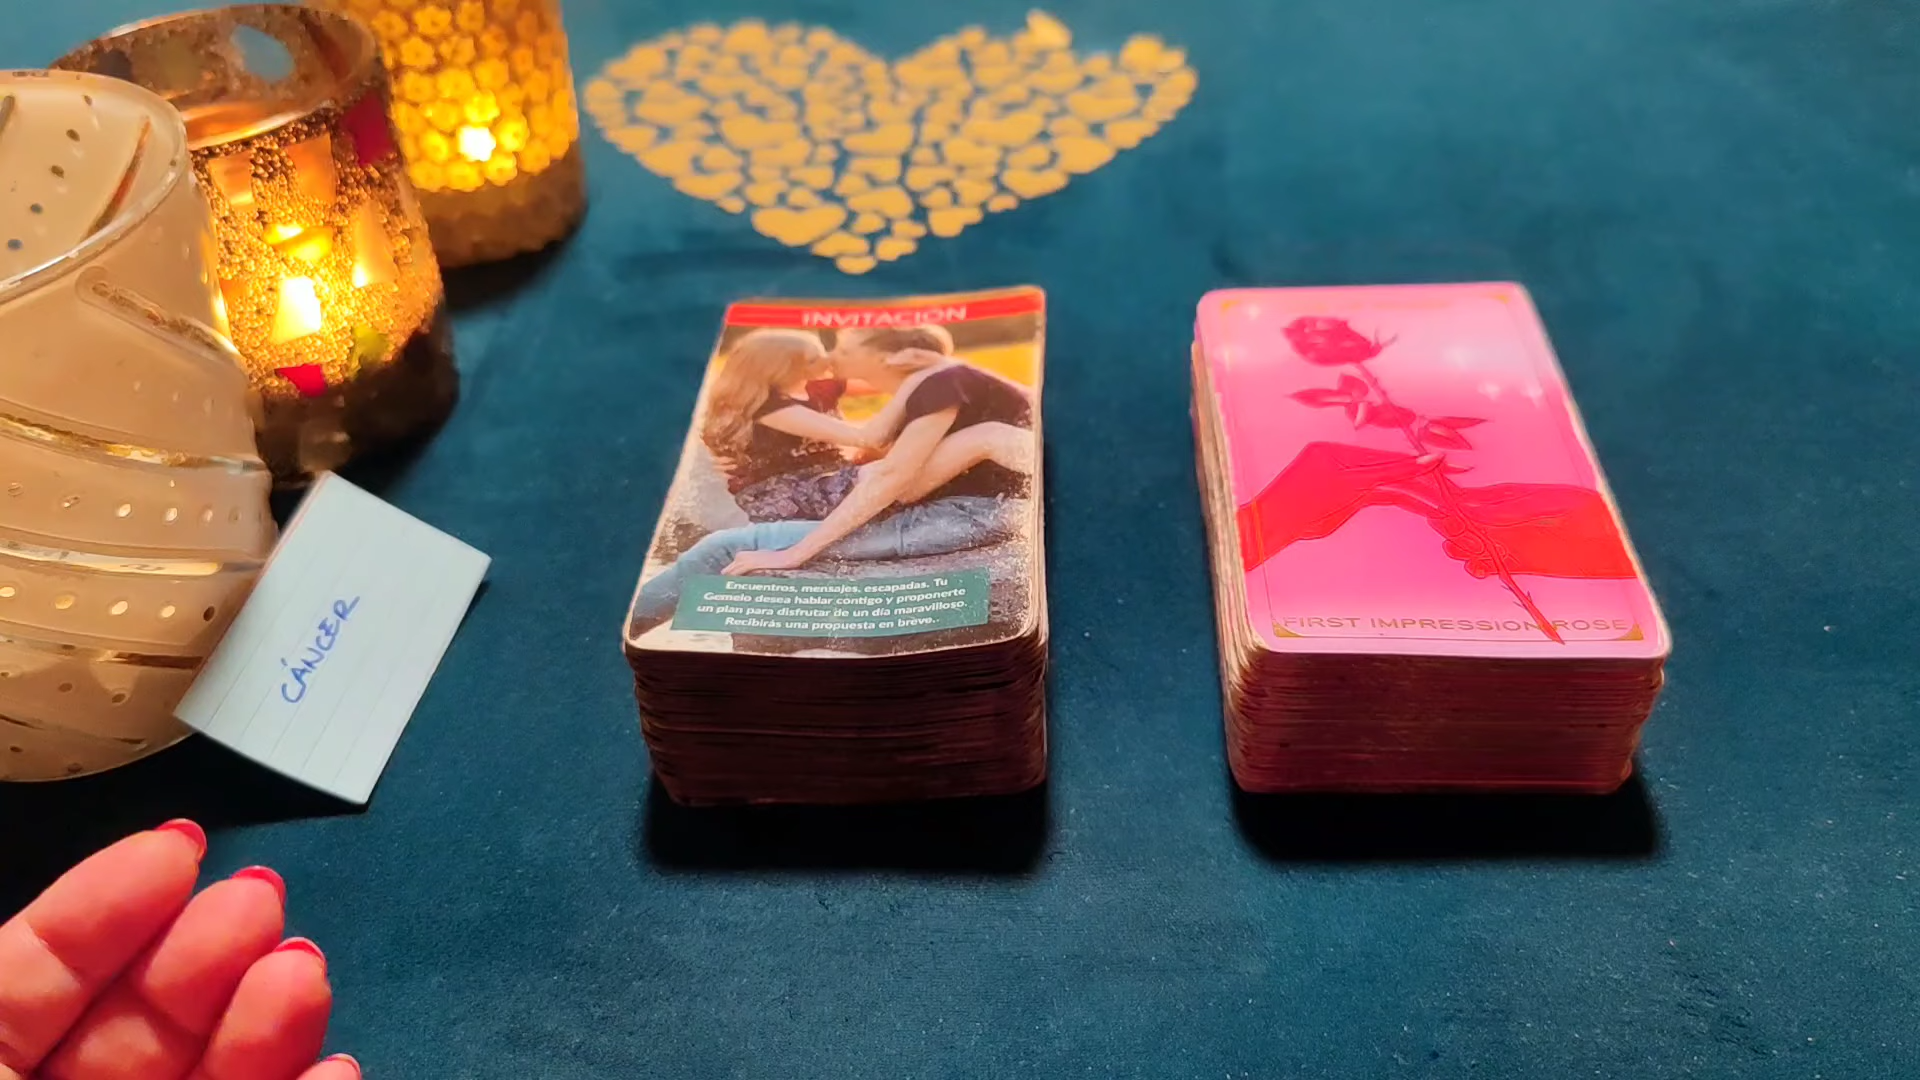 INVITACIÓN
Encuentros, mensajes, escapadas. Tu
Gemelo desea hablar contigo y proponerte
un plan para disfrutar de un día maravilloso.
Recibirás una propuesta en breve..
FIRST IMPRESSION ROSE
CÁNCER